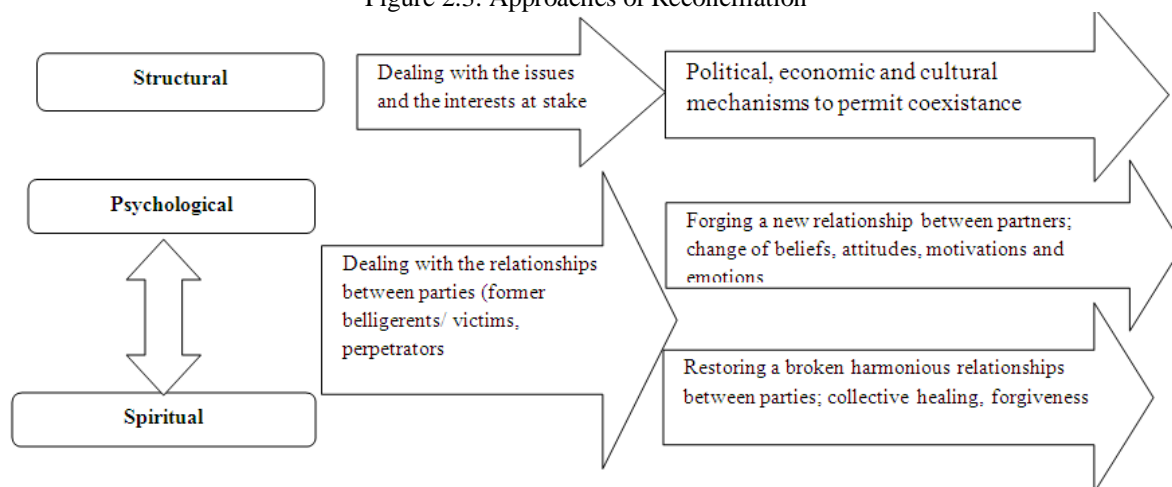 Figure 2.3: Approaches of Reconciliation
Structural
Dealing with the issues
and the interests at stake
Political, economic and cultural
mechanisms to permit coexistance
Psychological
Forging a new relationship between partners;
change of beliefs, attitudes, motivations and
emotions
Dealing with the relationships
between parties (former
belligerents/ victims,
perpetrators
Restoring a broken harmonious relationships
between parties; collective healing, forgiveness
Spiritual